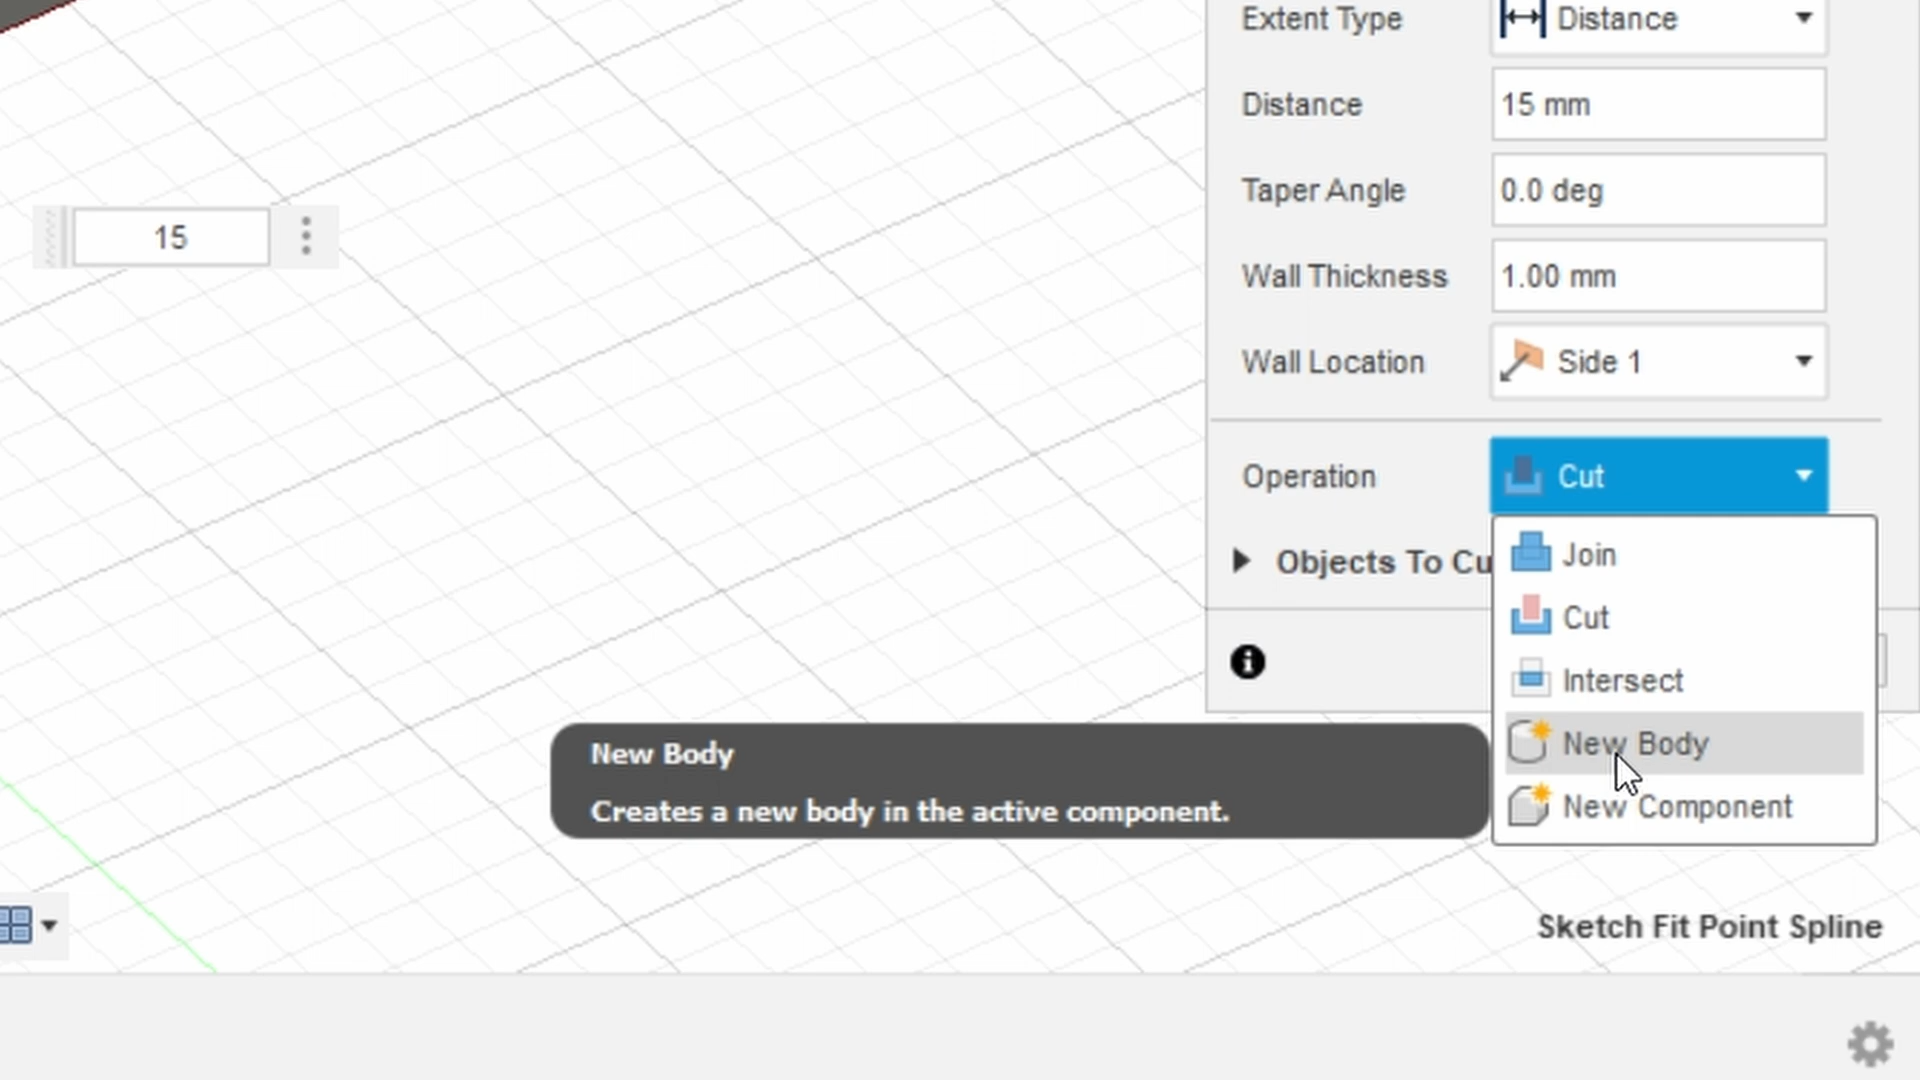 Extent Type
Distance
Distance
15 mm
Taper Angle
0.0 deg
15
Wall Thickness
1.00 mm
Wall Location
Side 1
Operation
Cut
Join
Objects To Cu
Cut
Intersect
New Body
New Body
Creates a new body in the active component.
New Component
Sketch Fit Point Spline